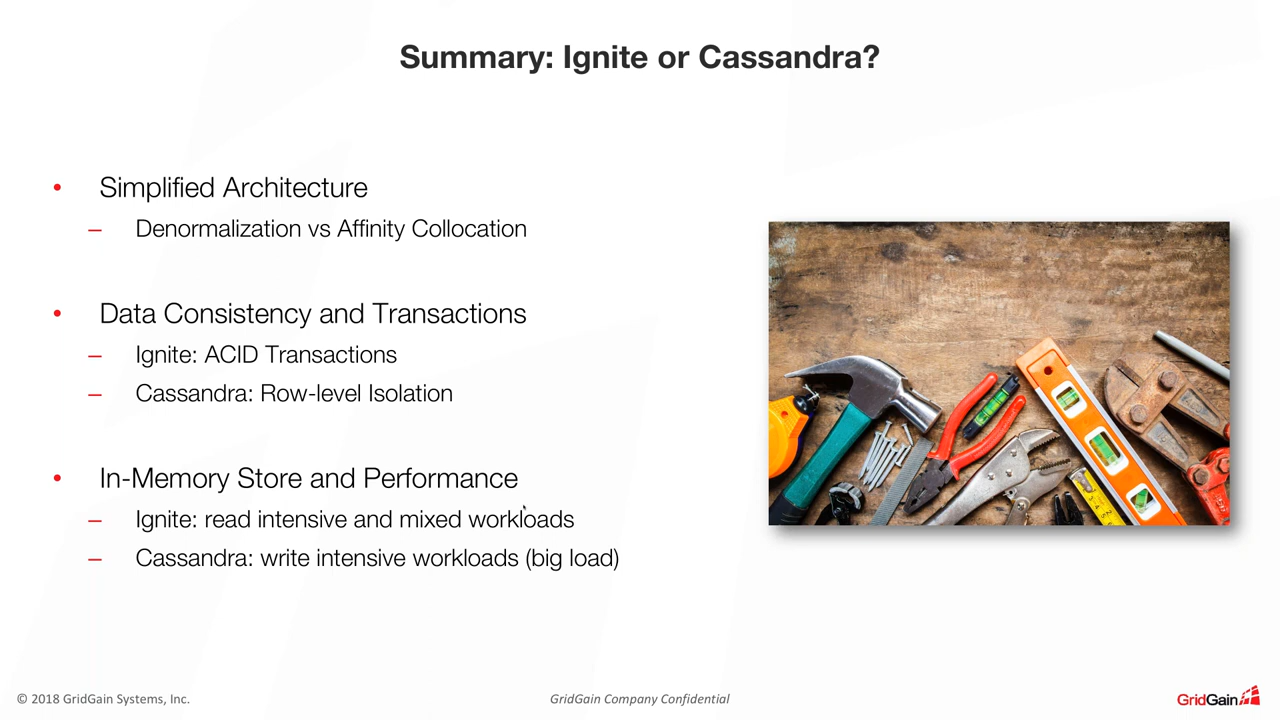 Summary: Ignite or Cassandra?
• Simplified Architecture
– Denormalization vs Affinity Collocation
• Data Consistency and Transactions
– Ignite: ACID Transactions
– Cassandra: Row-level Isolation
• In-Memory Store and Performance
– Ignite: read intensive and mixed workloads
– Cassandra: write intensive workloads (big load)
© 2018 GridGain Systems, Inc.
GridGain Company Confidential
GridGain